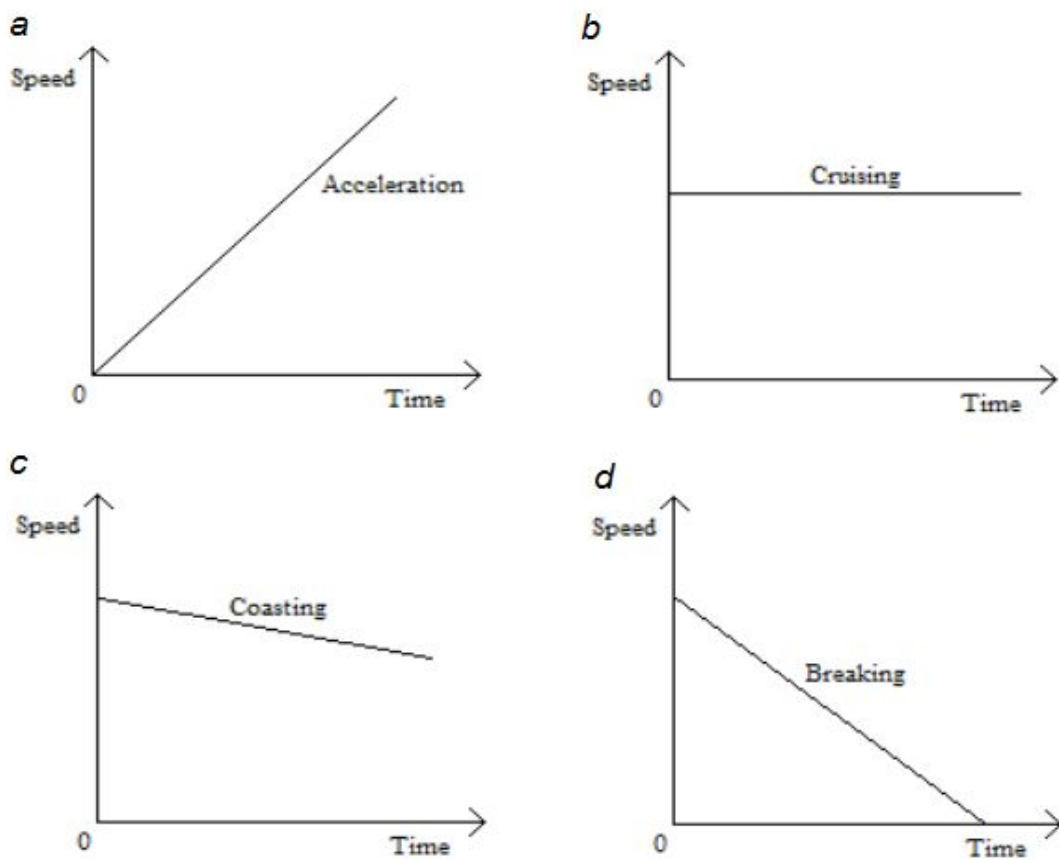 a
Speed
Acceleration
0
Time
b
Speed
Cruising
0
Time
c
Speed
Coasting
0
Time
d
Speed
Breaking
0
Time